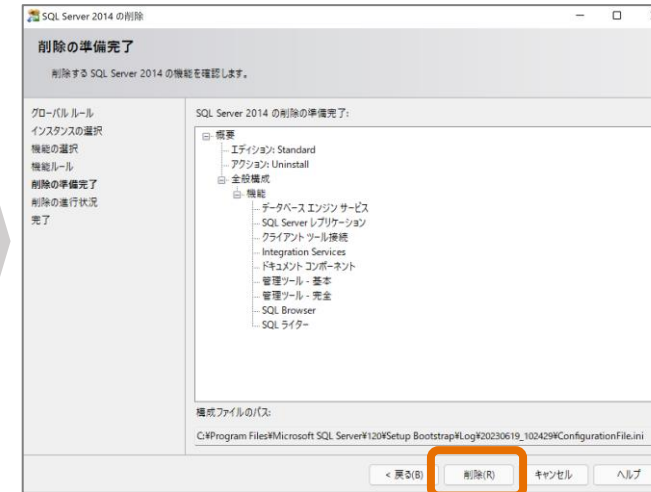 SQL Server 2014 の削除
削除の準備完了
削除する SQL Server 2014 の機能を確認します。
グローバル ルール
インスタンスの選択
機能の選択
機能ルール
削除の準備完了
削除の進行状況
完了
SQL Server 2014 の削除の準備完了:
概要
エディション: Standard
アクション: Uninstall
全般構成
機能
データベース エンジン サービス
SQL Server レプリケーション
クライアント ツール接続
Integration Services
ドキュメント コンポーネント
管理ツール - 基本
管理ツール - 完全
SQL Browser
SQL ライター
構成ファイルのパス:
C:¥Program Files¥Microsoft SQL Server¥120¥Setup Bootstrap¥Log¥20230619_102429¥ConfigurationFile.ini
< 戻る(B)
削除(R)
キャンセル
ヘルプ